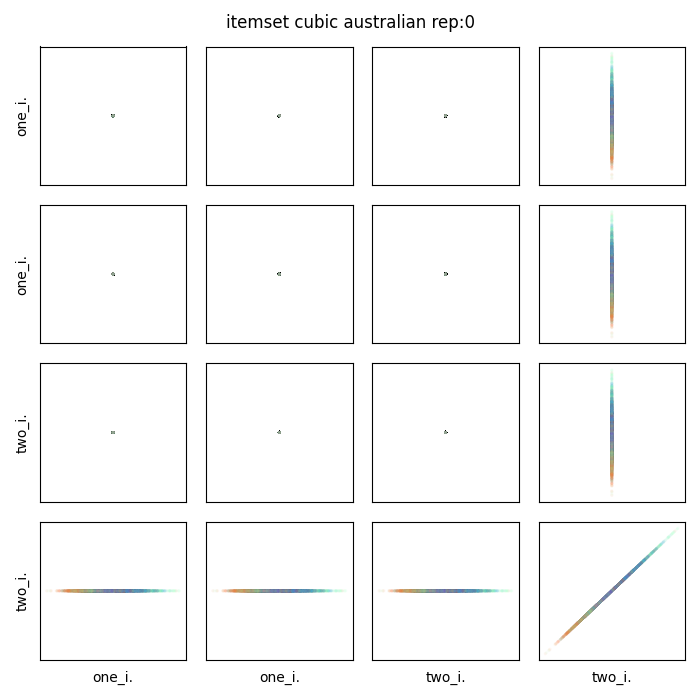 itemset cubic australian rep:0
one_i.
one_i.
two_i.
two_i.
one_i. one_i. two_i. two_i.